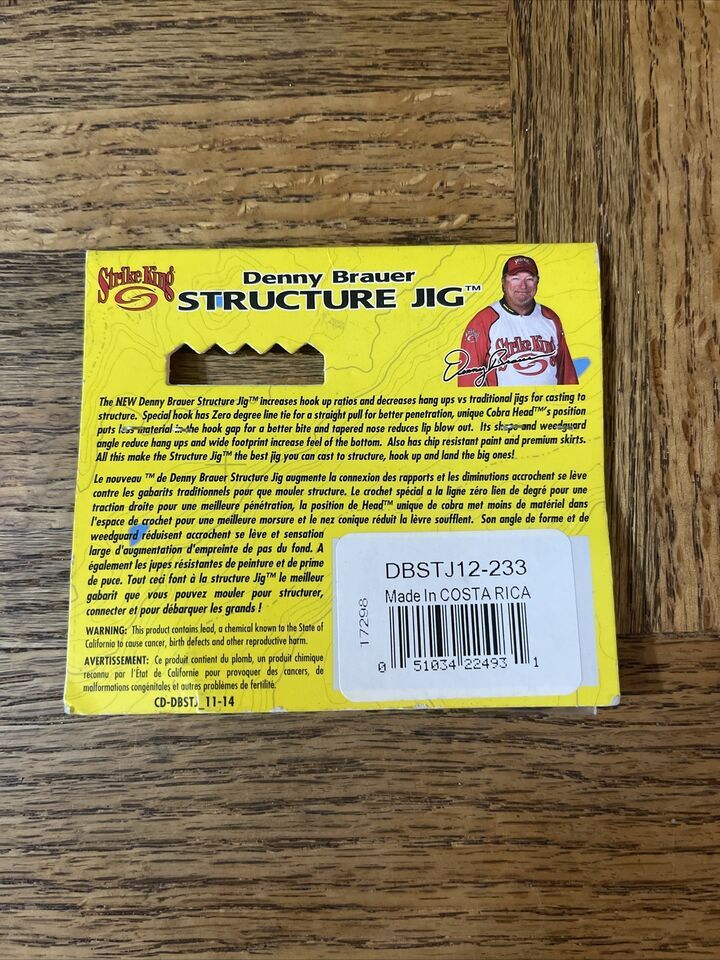 Strike King
Denny Brauer
STRUCTURE JIG™
Strike King
Denny Brauer
The NEW Denny Brauer Structure Jig™ increases hook up ratios and decreases hang ups vs traditional jigs for casting to
structure. Special hook has Zero degree line tie for a straight pull for better penetration, unique Cobra Head™'s position
puts less material in the hook gap for a better bite and tapered nose reduces lip blow out. Its shape and weedguard
angle reduce hang ups and wide footprint increase feel of the bottom. Also has chip resistant paint and premium skirts.
All this make the Structure Jig™ the best jig you can cast to structure, hook up and land the big ones!
Le nouveau ™ de Denny Brauer Structure Jig augmente la connexion des rapports et les diminutions accrochent se lève
contre les gabarits traditionnels pour que mouler structure. Le crochet spécial a la ligne zéro lien de degré pour une
traction droite pour une meilleure pénétration, la position de Head™ unique de cobra met moins de matériel dans
l'espace de crochet pour une meilleure morsure et le nez conique réduit la lèvre soufflent. Son angle de forme et de
weedguard réduisent accrochent se lève et sensation
large d'augmentation d'empreinte de pas du fond. A
également les jupes résistantes de peinture et de prime
de puce. Tout ceci font à la structure Jig™ le meilleur
gabarit que vous pouvez mouler pour structurer,
connecter et pour débarquer les grands !
WARNING: This product contains lead, a chemical known to the State of
California to cause cancer, birth defects and other reproductive harm.
AVERTISSEMENT: Ce produit contient du plomb, un produit chimique
reconnu par l'État de Californie pour provoquer des cancers, de
malformations congénitales et autres problèmes de fertilité.
CD-DBSTJ_11-14
DBSTJ12-233
Made In COSTA RICA
17298
0 51034 22493 1